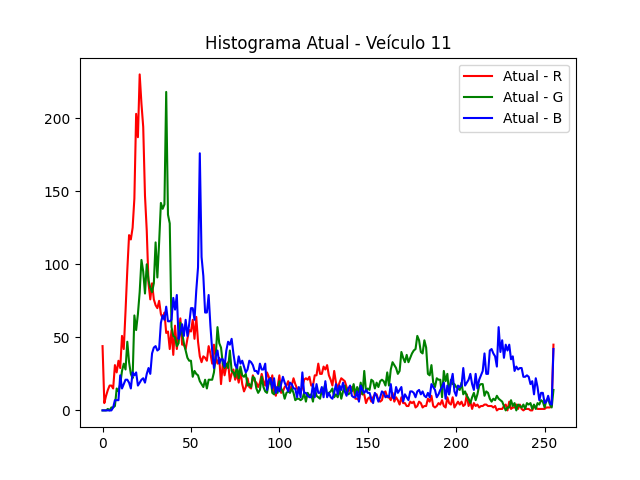 Histograma Atual - Veículo 11
Atual - R
Atual - G
Atual - B
200
150
100
50
0
0 50 100 150 200 250